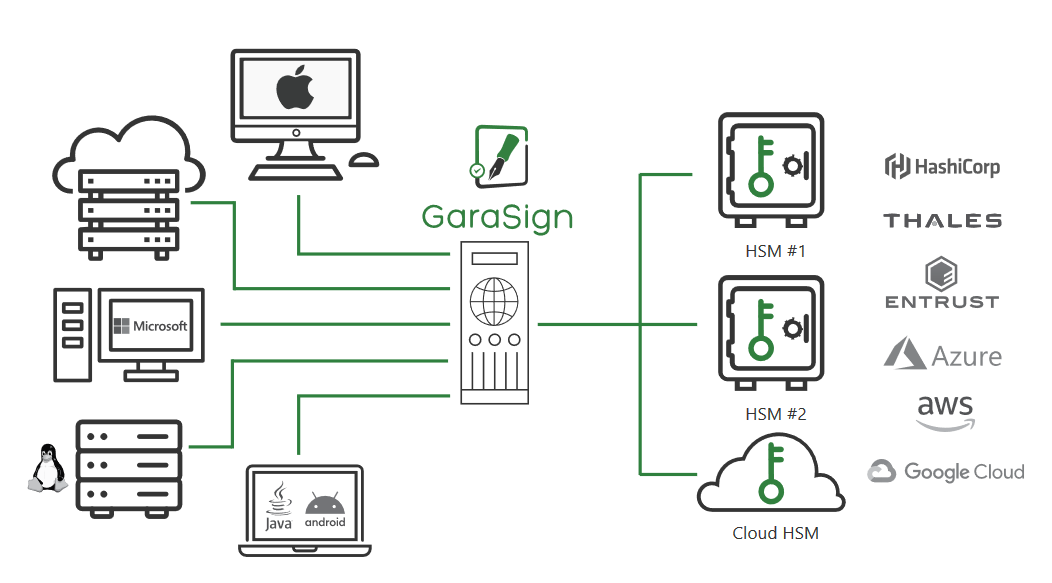 GaraSign
Microsoft
Java
android
HSM #1
HSM #2
Cloud HSM
HashiCorp
THALES
ENTRUST
Azure
aws
Google Cloud